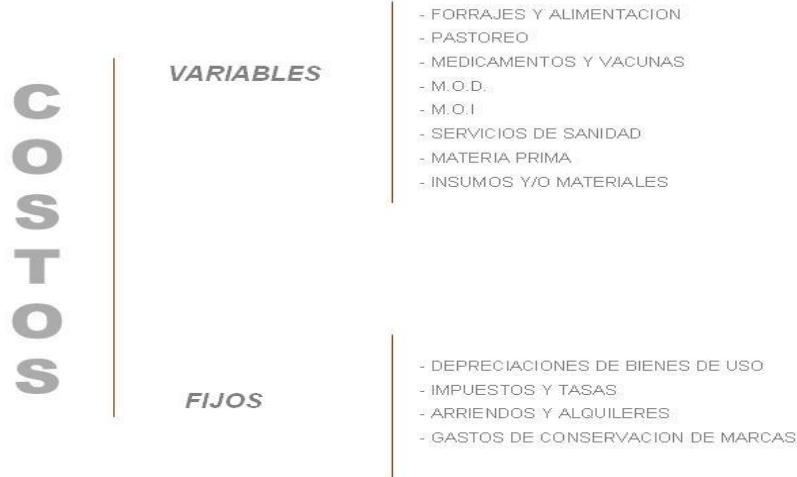 COSTOS
VARIABLES
- FORRAJES Y ALIMENTACION
- PASTOREO
- MEDICAMENTOS Y VACUNAS
- M.O.D.
- M.O.I
- SERVICIOS DE SANIDAD
- MATERIA PRIMA
- INSUMOS Y/O MATERIALES
FIJOS
- DEPRECIACIONES DE BIENES DE USO
- IMPUESTOS Y TASAS
- ARRIENDOS Y ALQUILERES
- GASTOS DE CONSERVACION DE MARCAS